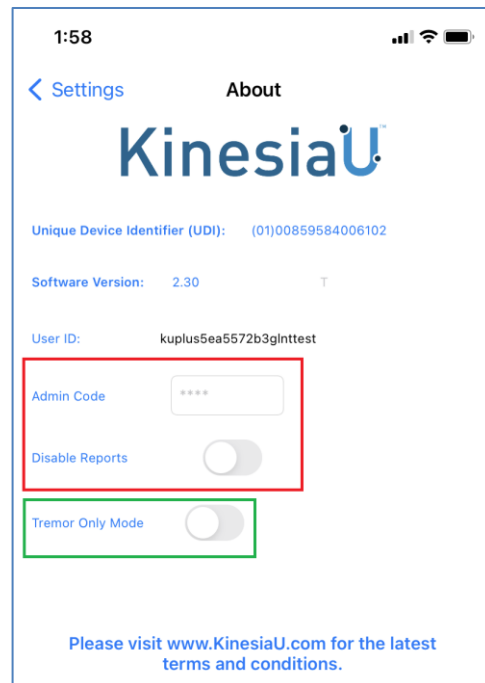 1:58
Settings About
KinesiaU™
Unique Device Identifier (UDI): (01)00859584006102
Software Version: 2.30 T
User ID: kuplus5ea5572b3glnttest
Admin Code ****
Disable Reports
Tremor Only Mode
Please visit www.KinesiaU.com for the latest
terms and conditions.